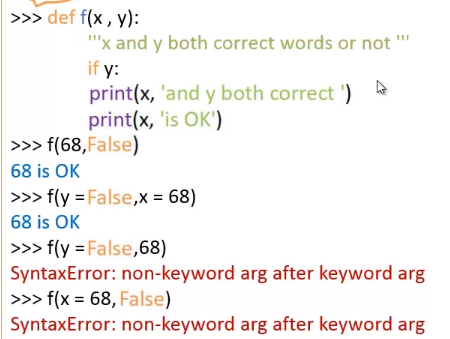 >>> def f(x , y):
'''x and y both correct words or not '''
if y:
print(x, 'and y both correct ')
print(x, 'is OK')
>>> f(68,False)
68 is OK
>>> f(y =False,x = 68)
68 is OK
>>> f(y =False,68)
SyntaxError: non-keyword arg after keyword arg
>>> f(x = 68,False)
SyntaxError: non-keyword arg after keyword arg